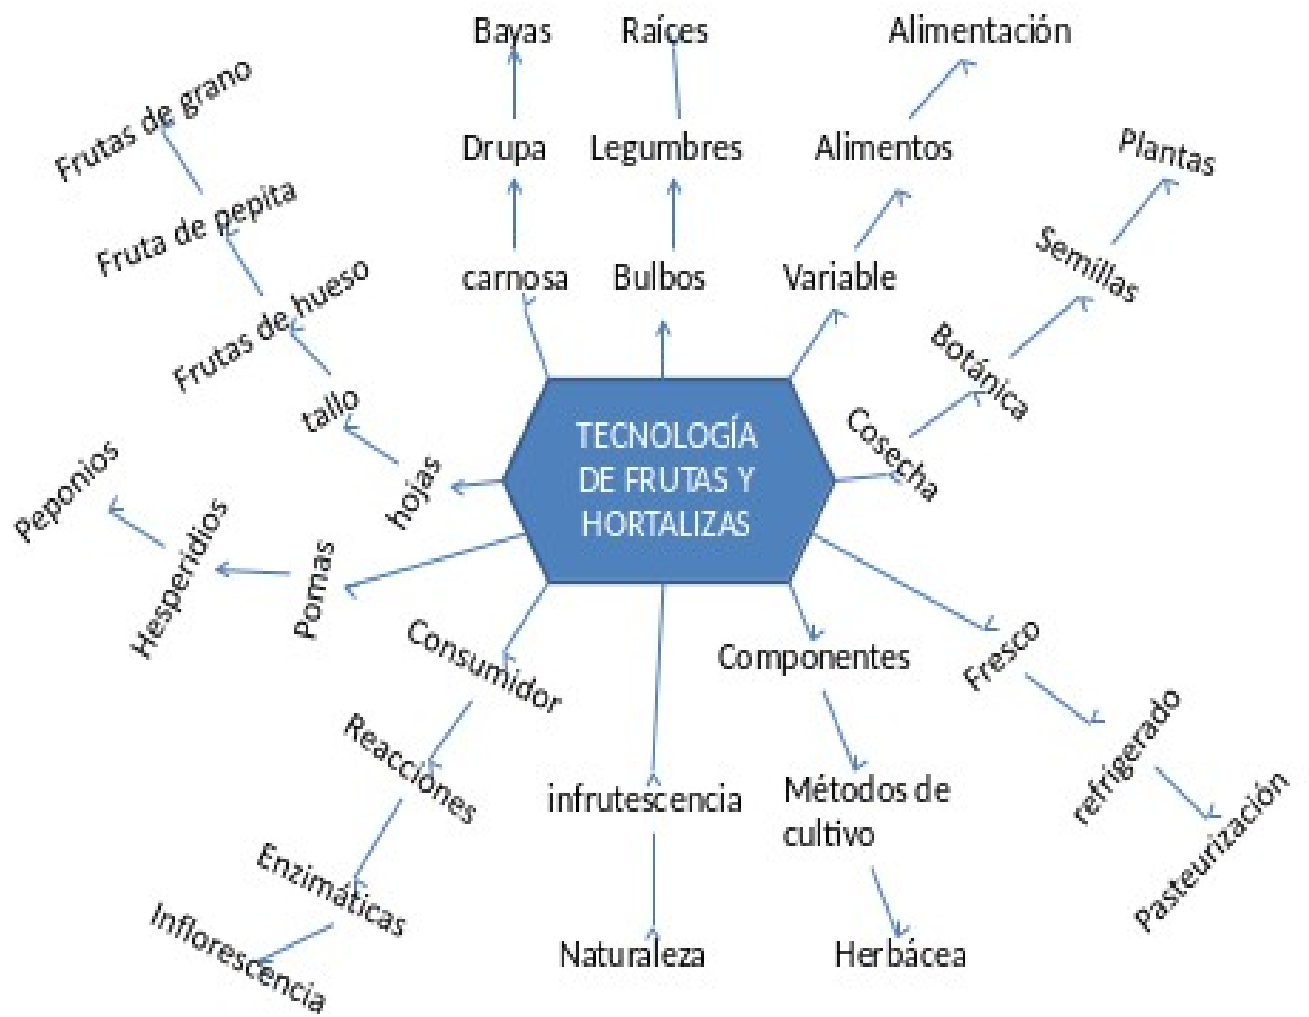 Bayas
Raíces
Alimentación
Frutas de grano
Drupa
Legumbres
Alimentos
Plantas
Fruta de pepita
carnosa
Bulbos
Variable
Semillas
Frutas de hueso
Botánica
tallo
Cosecha
TECNOLOGÍA
DE FRUTAS Y
HORTALIZAS
hojas
Peponios
Hesperidios
Pomas
Consumidor
Componentes
Fresco
Reacciones
infrutescencia
Métodos de
cultivo
refrigerado
Pasteurización
Enzimáticas
Inflorescencia
Naturaleza
Herbácea